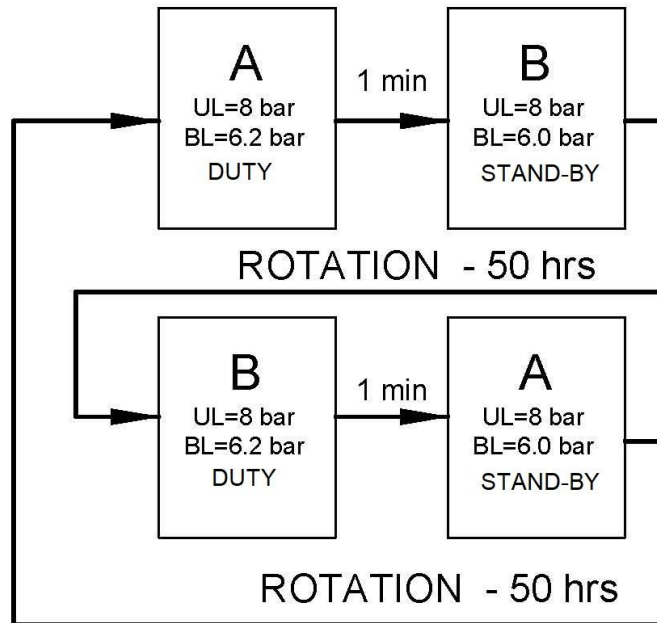 A
UL=8 bar
BL=6.2 bar
DUTY
1 min
B
UL=8 bar
BL=6.0 bar
STAND-BY
ROTATION - 50 hrs
B
UL=8 bar
BL=6.2 bar
DUTY
1 min
A
UL=8 bar
BL=6.0 bar
STAND-BY
ROTATION - 50 hrs